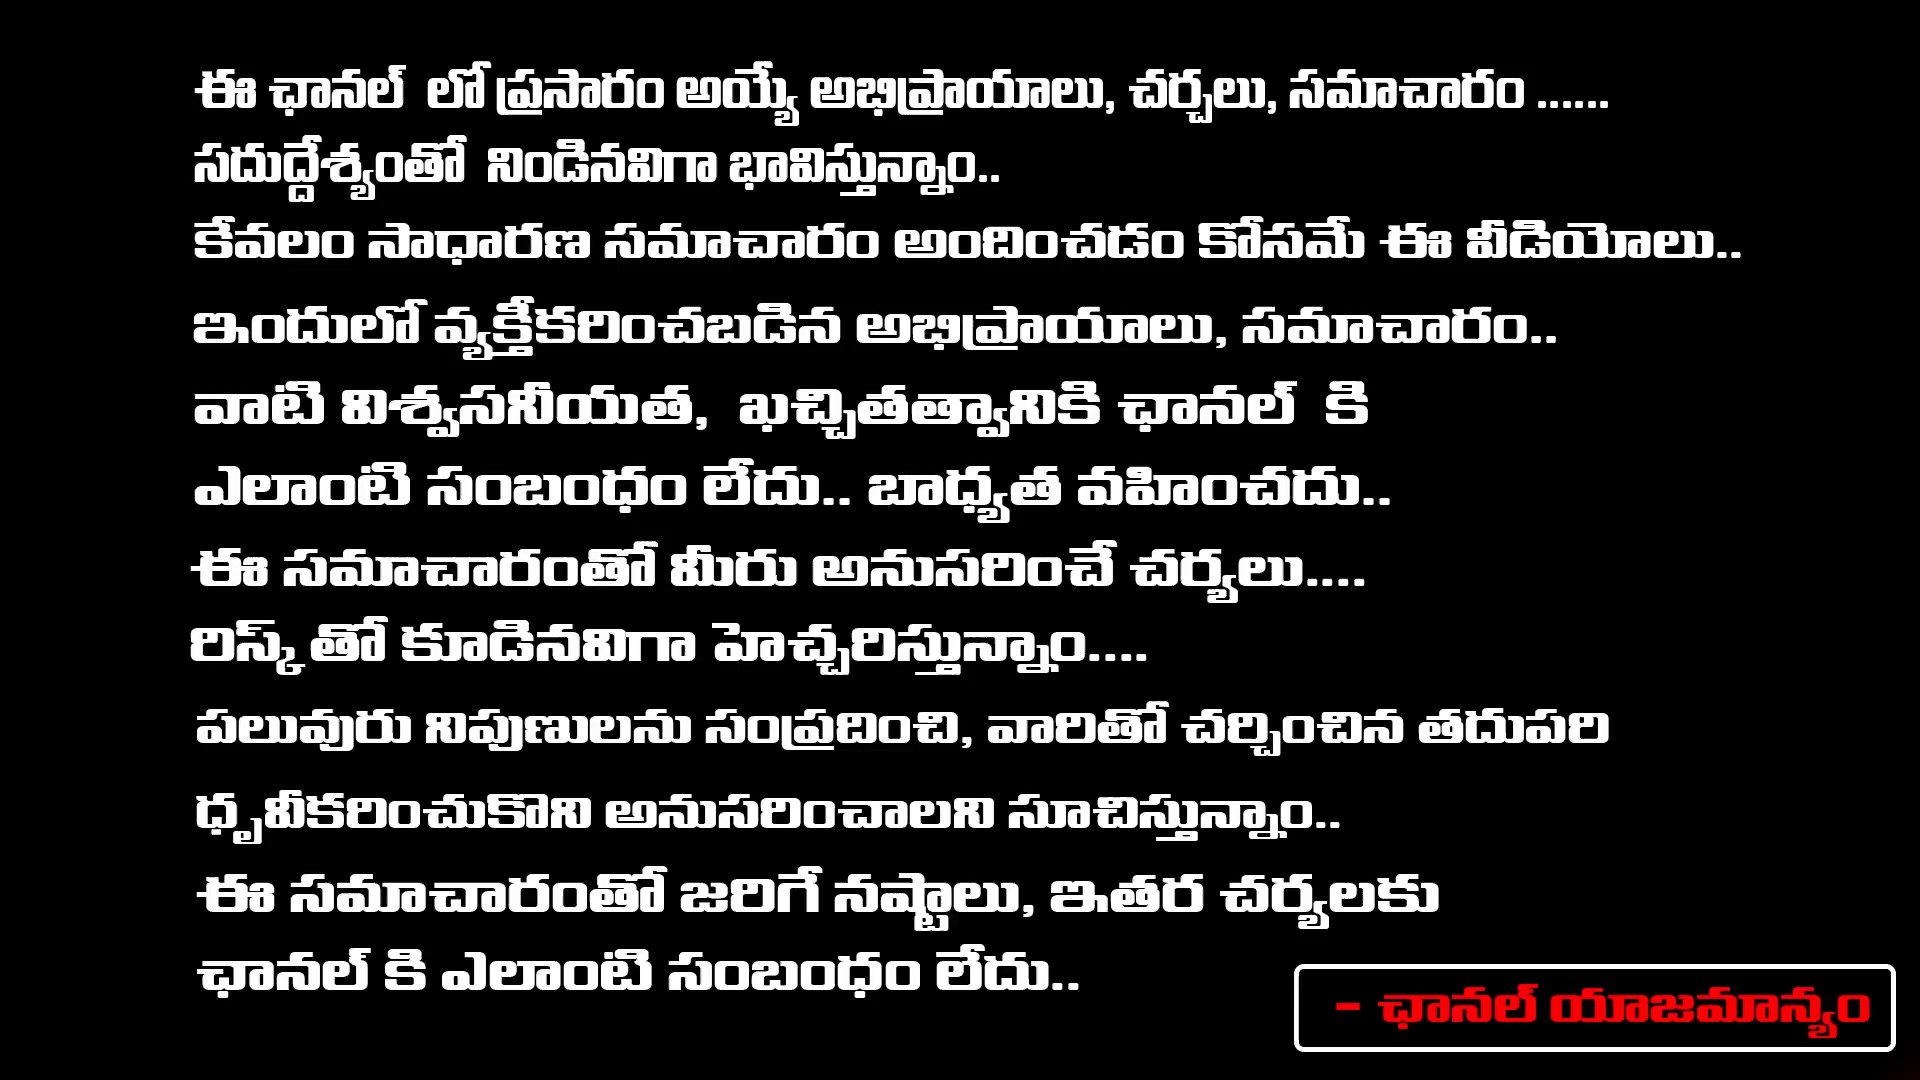 ఈ ఛానల్ లో ప్రసారం అయ్యే అభిప్రాయాలు, చర్చలు, సమాచారం ......
సదుద్దేశ్యంతో నిండినవిగా భావిస్తున్నాం..
కేవలం సాధారణ సమాచారం అందించడం కోసమే ఈ వీడియోలు..
ఇందులో వ్యక్తీకరించబడిన అభిప్రాయాలు, సమాచారం..
వాటి విశ్వసనీయత, ఖచ్చితత్వానికి ఛానల్ కి
ఎలాంటి సంబంధం లేదు.. బాధ్యత వహించదు..
ఈ సమాచారంతో మీరు అనుసరించే చర్యలు....
రిస్క్ తో కూడినవిగా హెచ్చరిస్తున్నాం....
పలువురు నిపుణులను సంప్రదించి, వారితో చర్చించిన తదుపరి
ధృవీకరించుకొని అనుసరించాలని సూచిస్తున్నాం..
ఈ సమాచారంతో జరిగే నష్టాలు, ఇతర చర్యలకు
ఛానల్ కి ఎలాంటి సంబంధం లేదు..
- ఛానల్ యాజమాన్యం